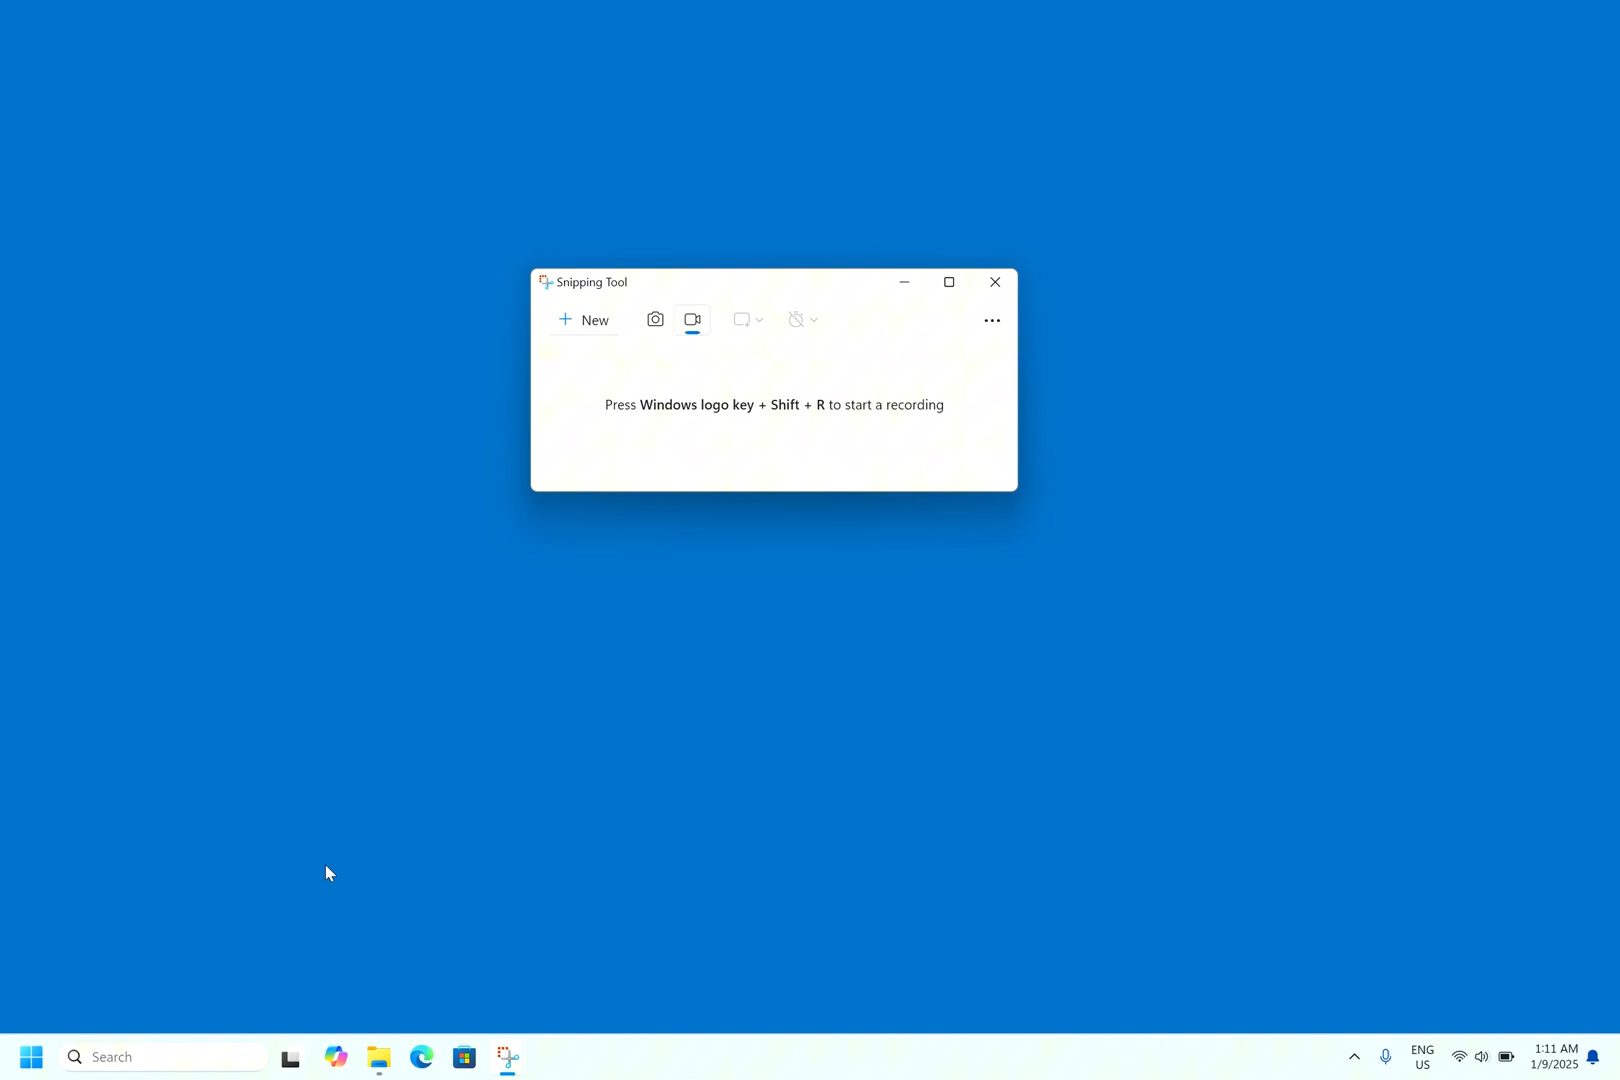 Snipping Tool
New
Press Windows logo key + Shift + R to start a recording
Search
ENG
US
1:11 AM
1/9/2025